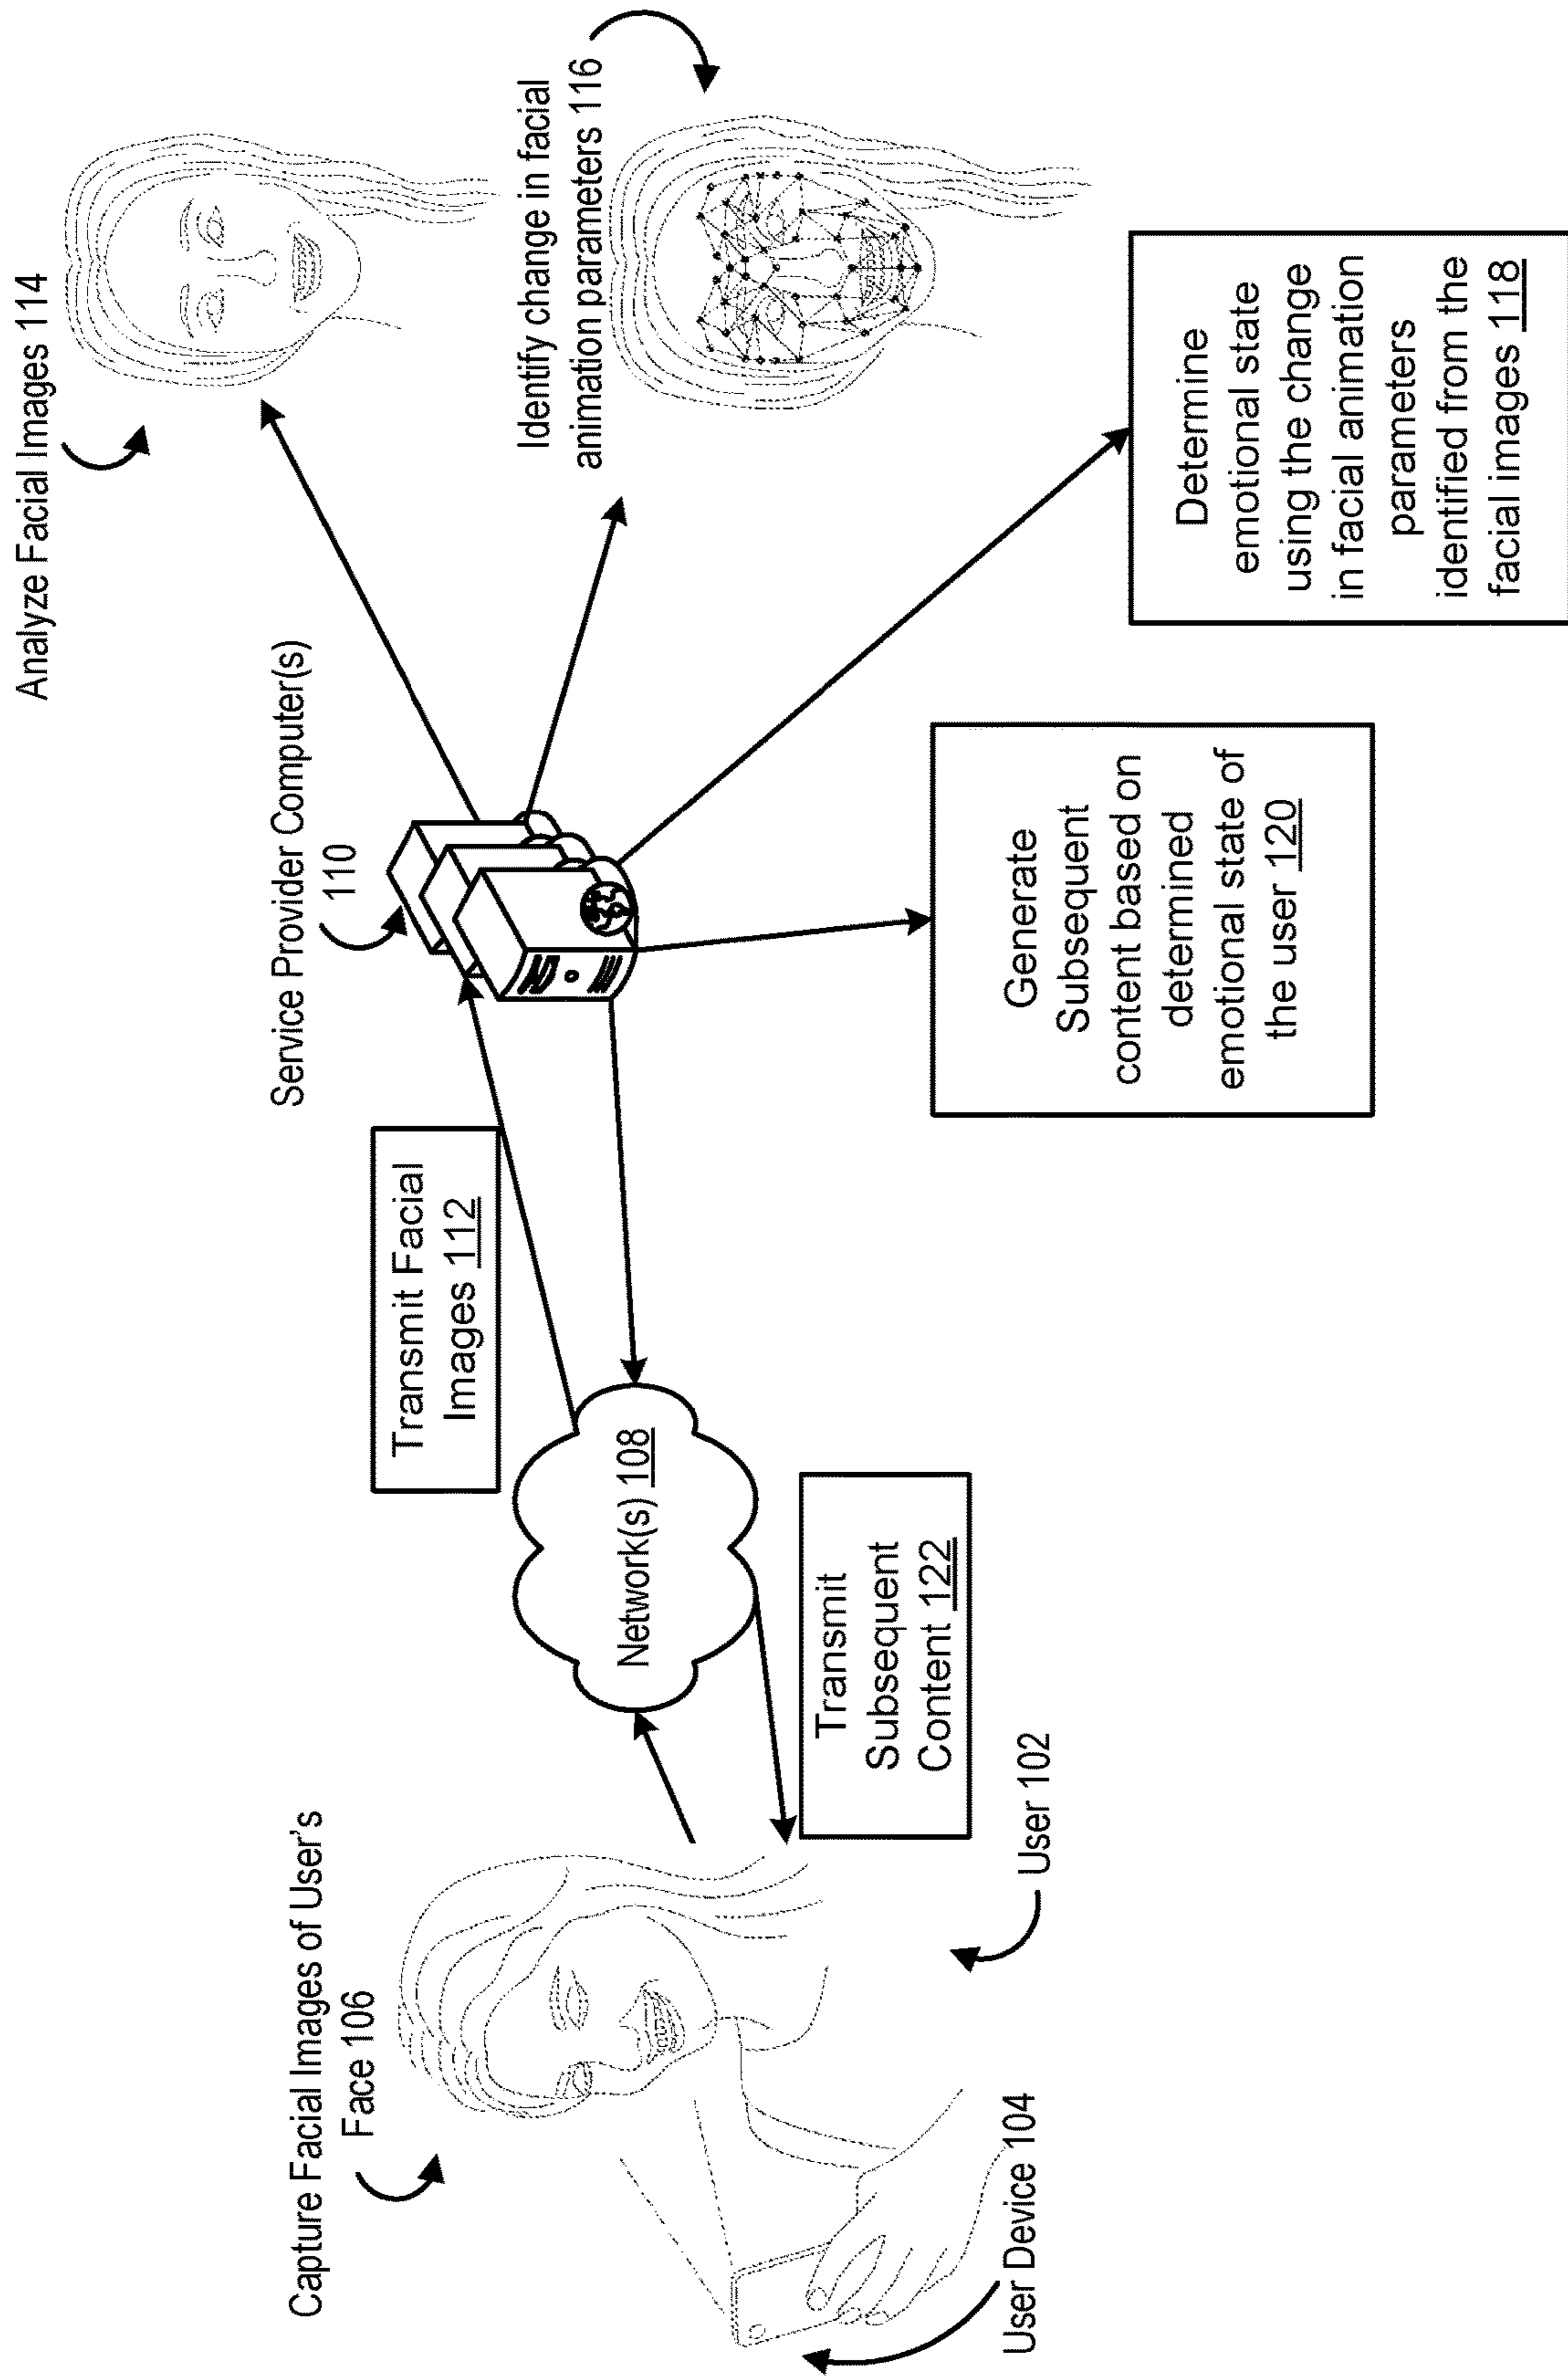 Capture Facial Images of User's
Face 106
User Device 104
User 102
Network(s) 108
Transmit Facial
Images 112
Transmit
Subsequent
Content 122
Service Provider Computer(s)
110
Analyze Facial Images 114
Identify change in facial
animation parameters 116
Determine
emotional state
using the change
in facial animation
parameters
identified from the
facial images 118
Generate
Subsequent
content based on
determined
emotional state of
the user 120